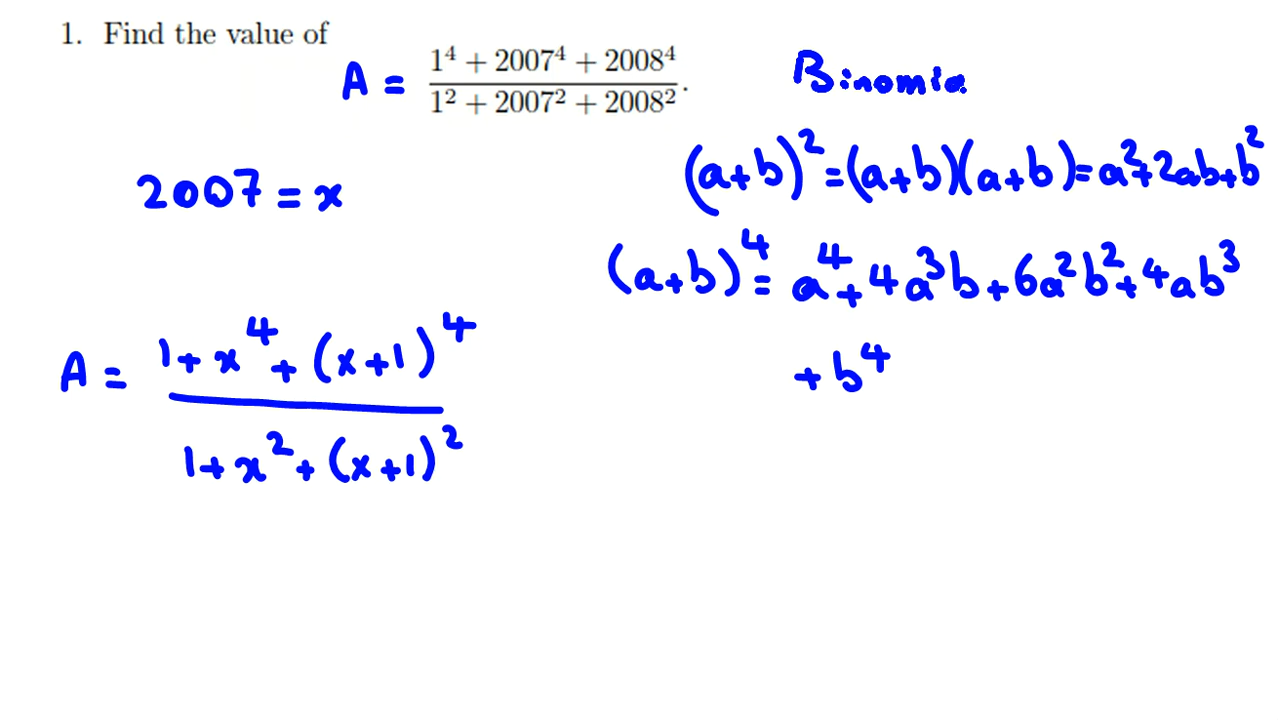 1. Find the value of
A = \frac{1^4 + 2007^4 + 2008^4}{1^2 + 2007^2 + 2008^2}.
Binomia
(a+b)^2 = (a+b)(a+b) = a^2+2ab+b^2
2007 = x
(a+b)^4 = a^4+4a^3b+6a^2b^2+4ab^3
+b^4
A = \frac{1+x^4+(x+1)^4}{1+x^2+(x+1)^2}